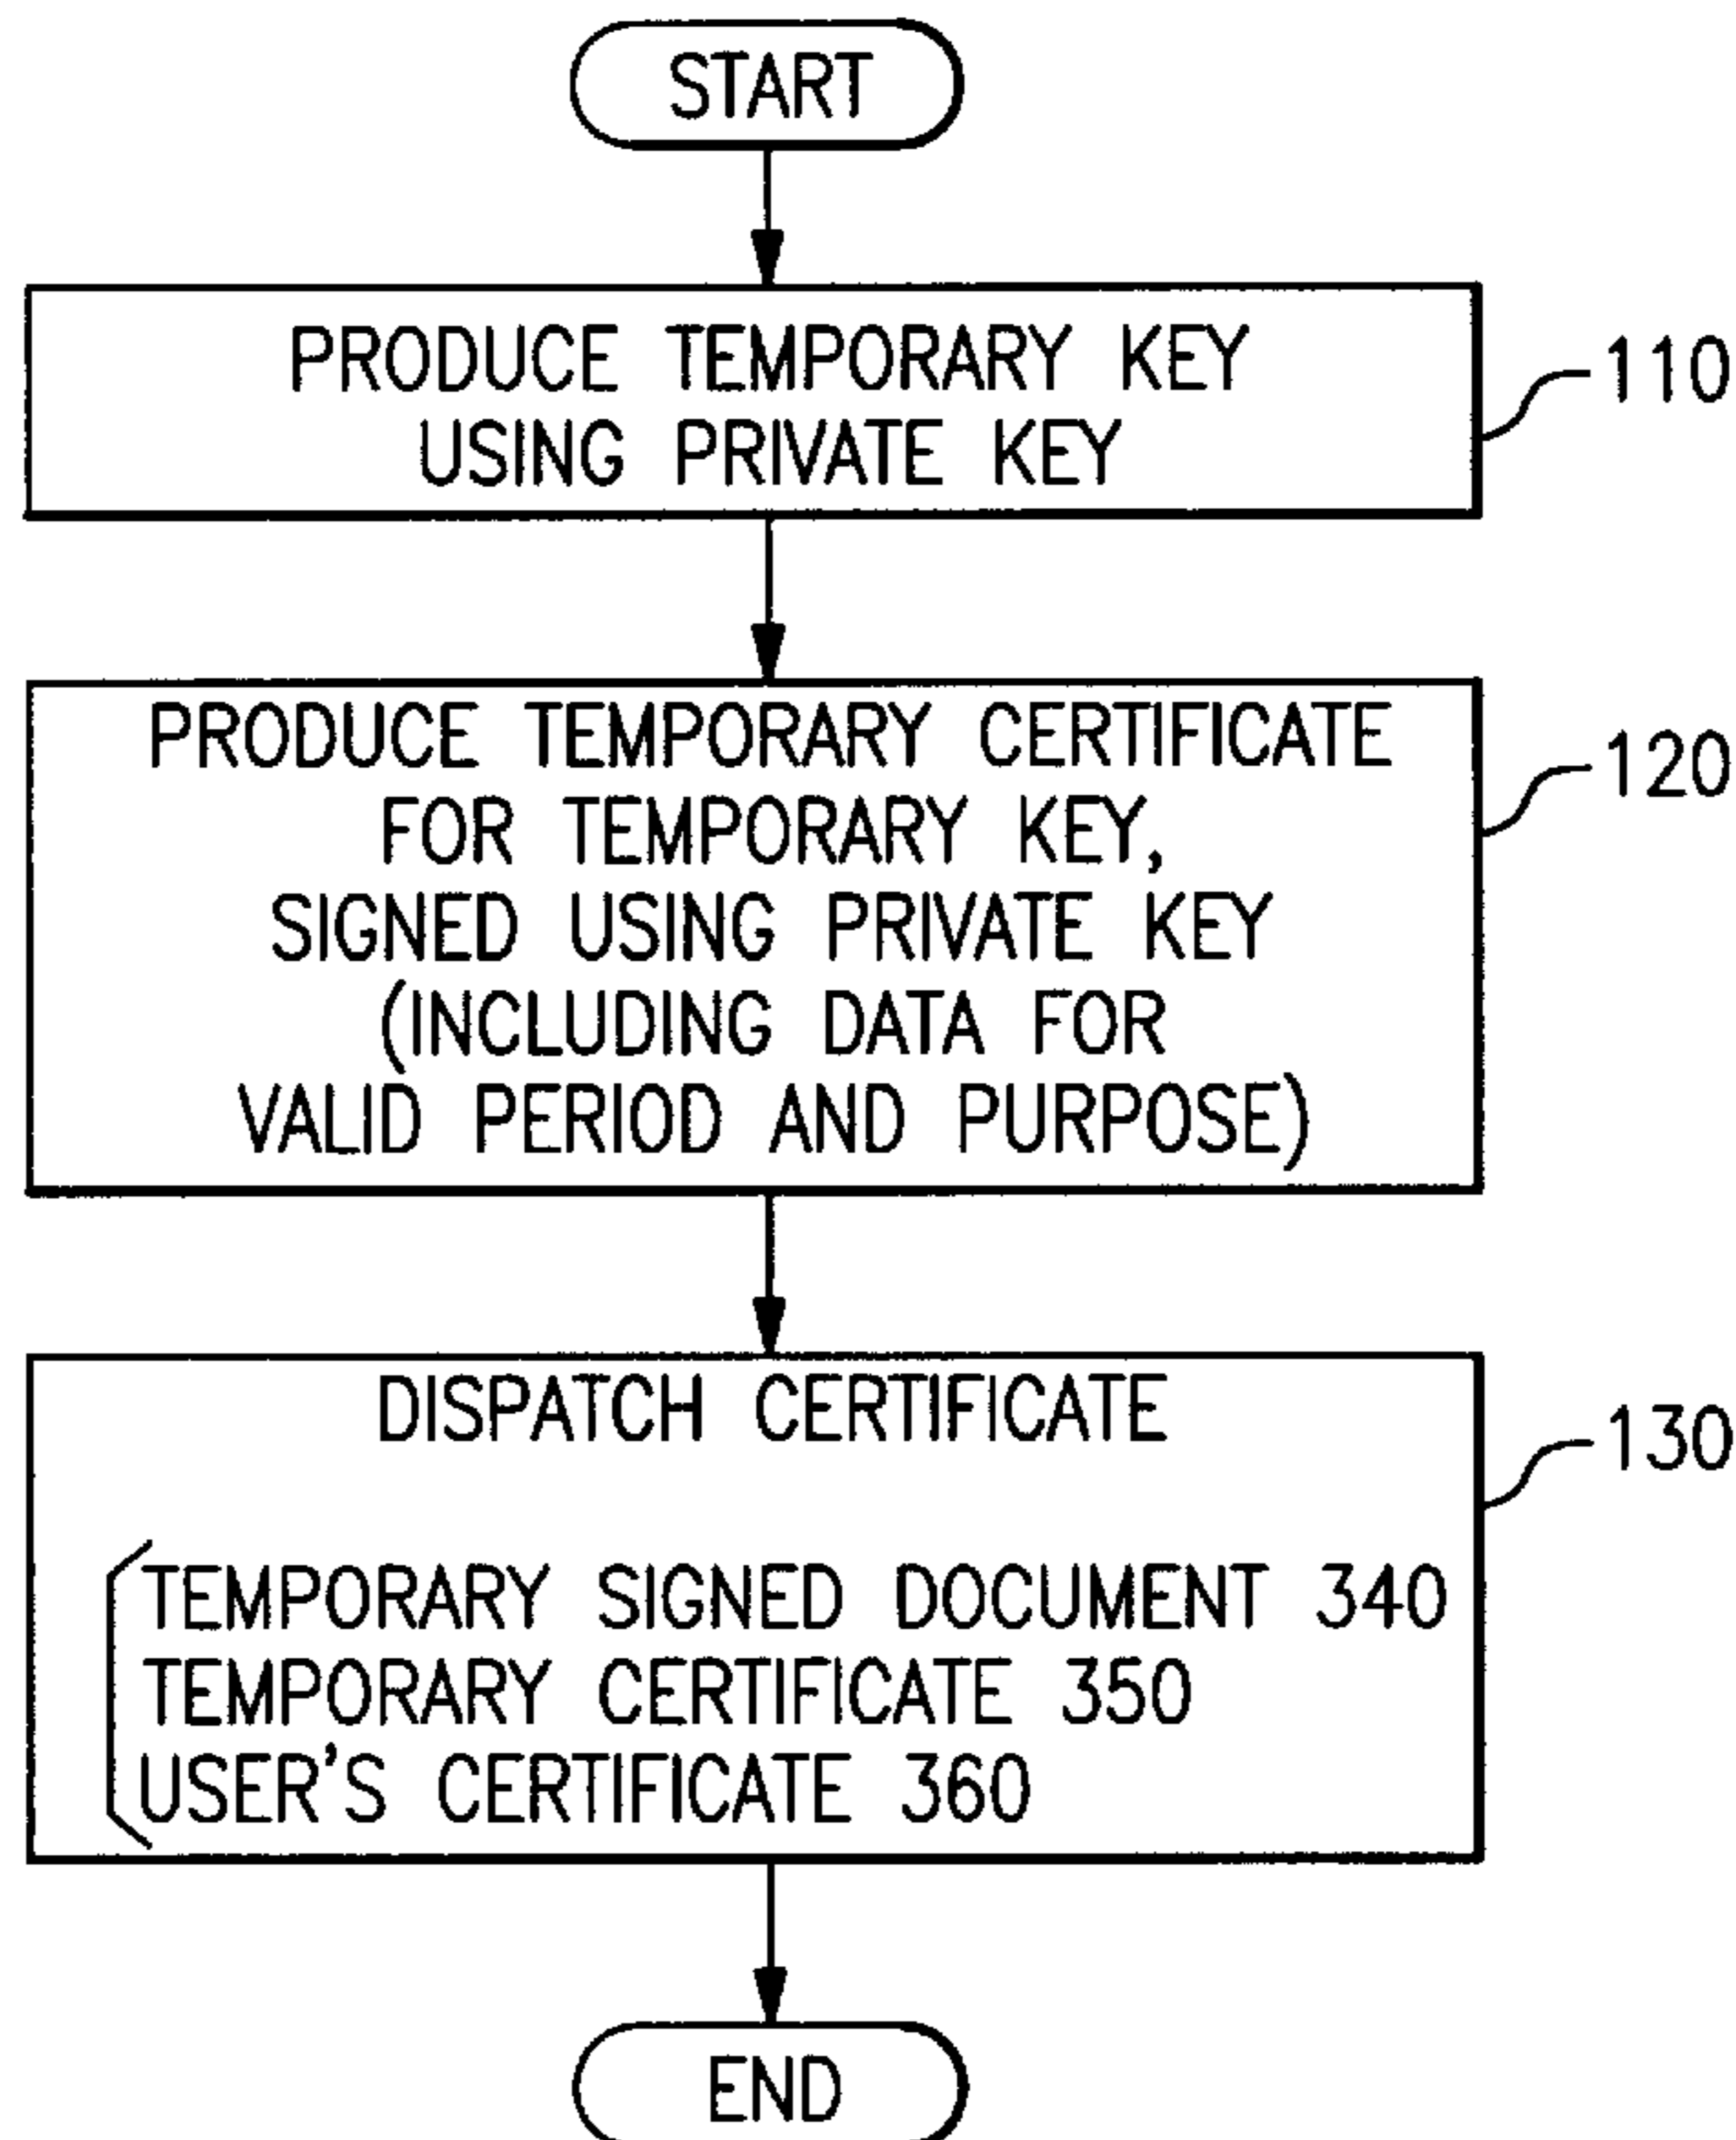 START
PRODUCE TEMPORARY KEY
USING PRIVATE KEY
110
PRODUCE TEMPORARY CERTIFICATE
FOR TEMPORARY KEY,
SIGNED USING PRIVATE KEY
(INCLUDING DATA FOR
VALID PERIOD AND PURPOSE)
120
DISPATCH CERTIFICATE
130
TEMPORARY SIGNED DOCUMENT 340
TEMPORARY CERTIFICATE 350
USER'S CERTIFICATE 360
END